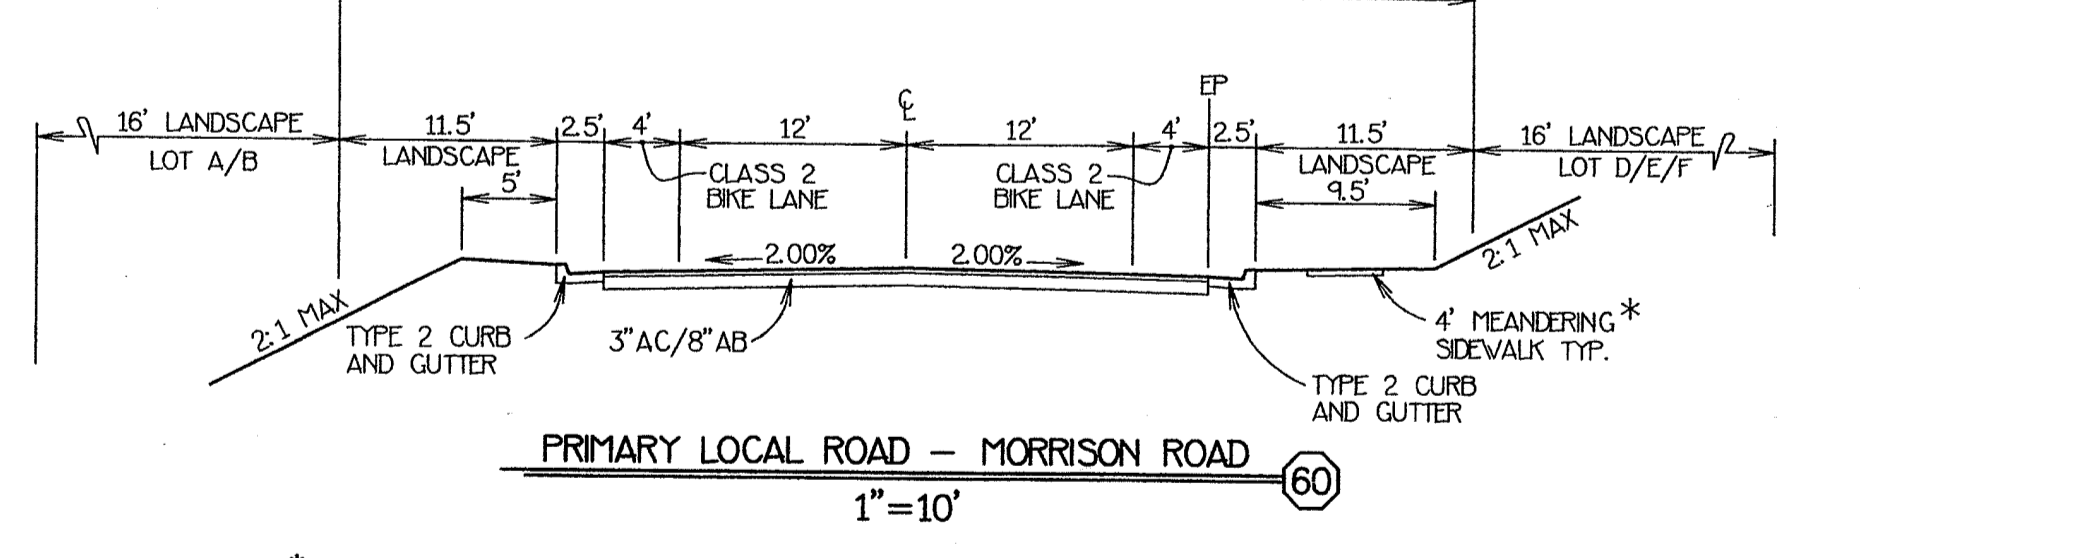 EP
℄
16' LANDSCAPE
LOT A/B
11.5'
LANDSCAPE
5'
2.5'
4'
12'
12'
4'
2.5'
11.5'
LANDSCAPE
9.5'
16' LANDSCAPE
LOT D/E/F
CLASS 2
BIKE LANE
CLASS 2
BIKE LANE
2.00%
2.00%
2:1 MAX
2:1 MAX
TYPE 2 CURB
AND GUTTER
3"AC/8"AB
4' MEANDERING*
SIDEWALK TYP.
TYPE 2 CURB
AND GUTTER
PRIMARY LOCAL ROAD — MORRISON ROAD
60
1"=10'